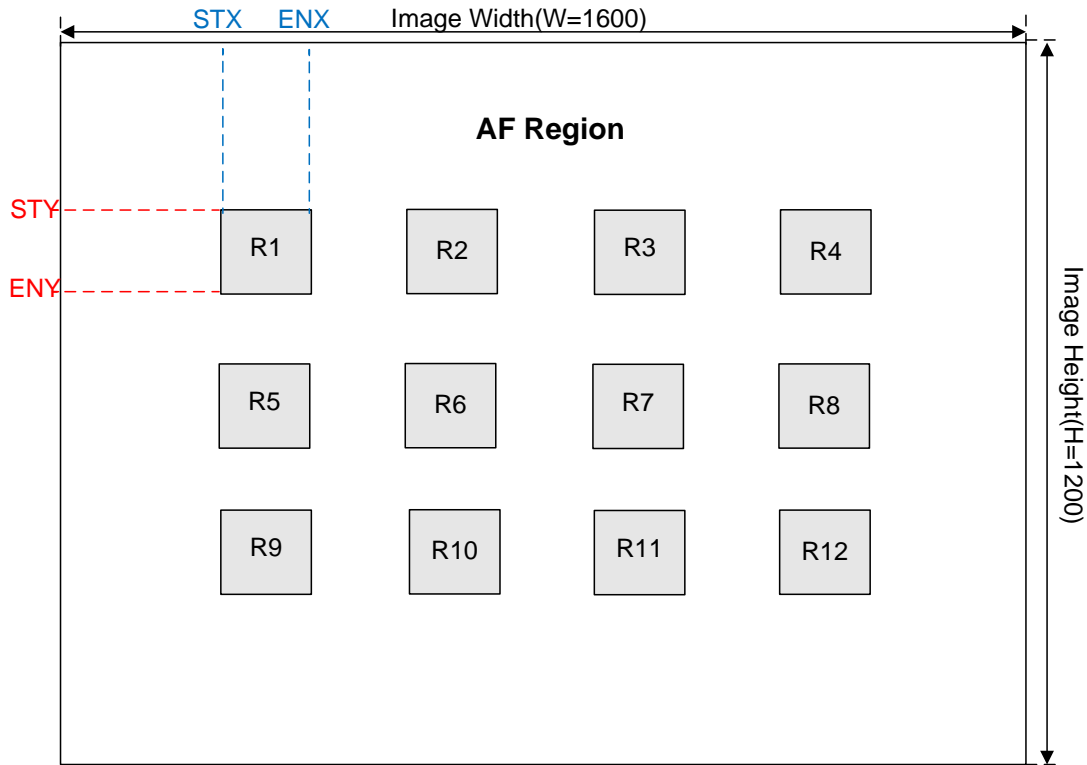 STX ENX Image Width(W=1600)
AF Region
STY
R1 R2 R3 R4
ENY
Image Height(H=1200)
R5 R6 R7 R8
R9 R10 R11 R12